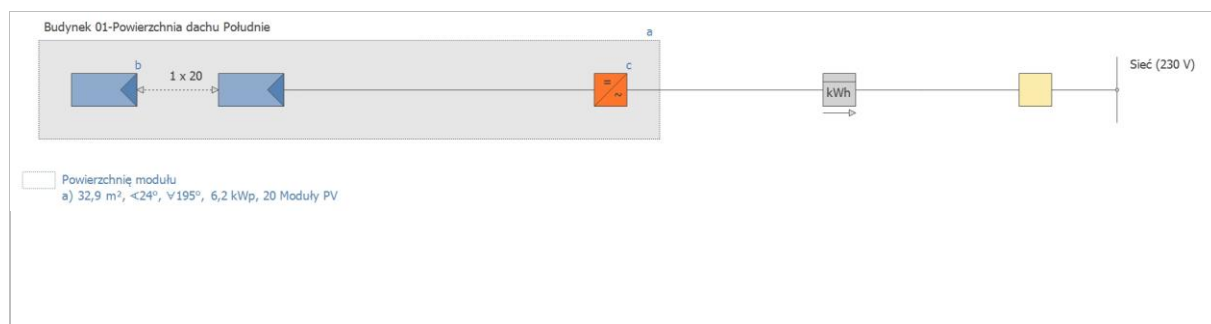 Budynek 01-Powierzchnia dachu Południe
a
b
1 x 20
c
=
~
kWh
Sieć (230 V)
Powierzchnię modułu
a) 32,9 m², ∢24°, ∀195°, 6,2 kWp, 20 Moduły PV